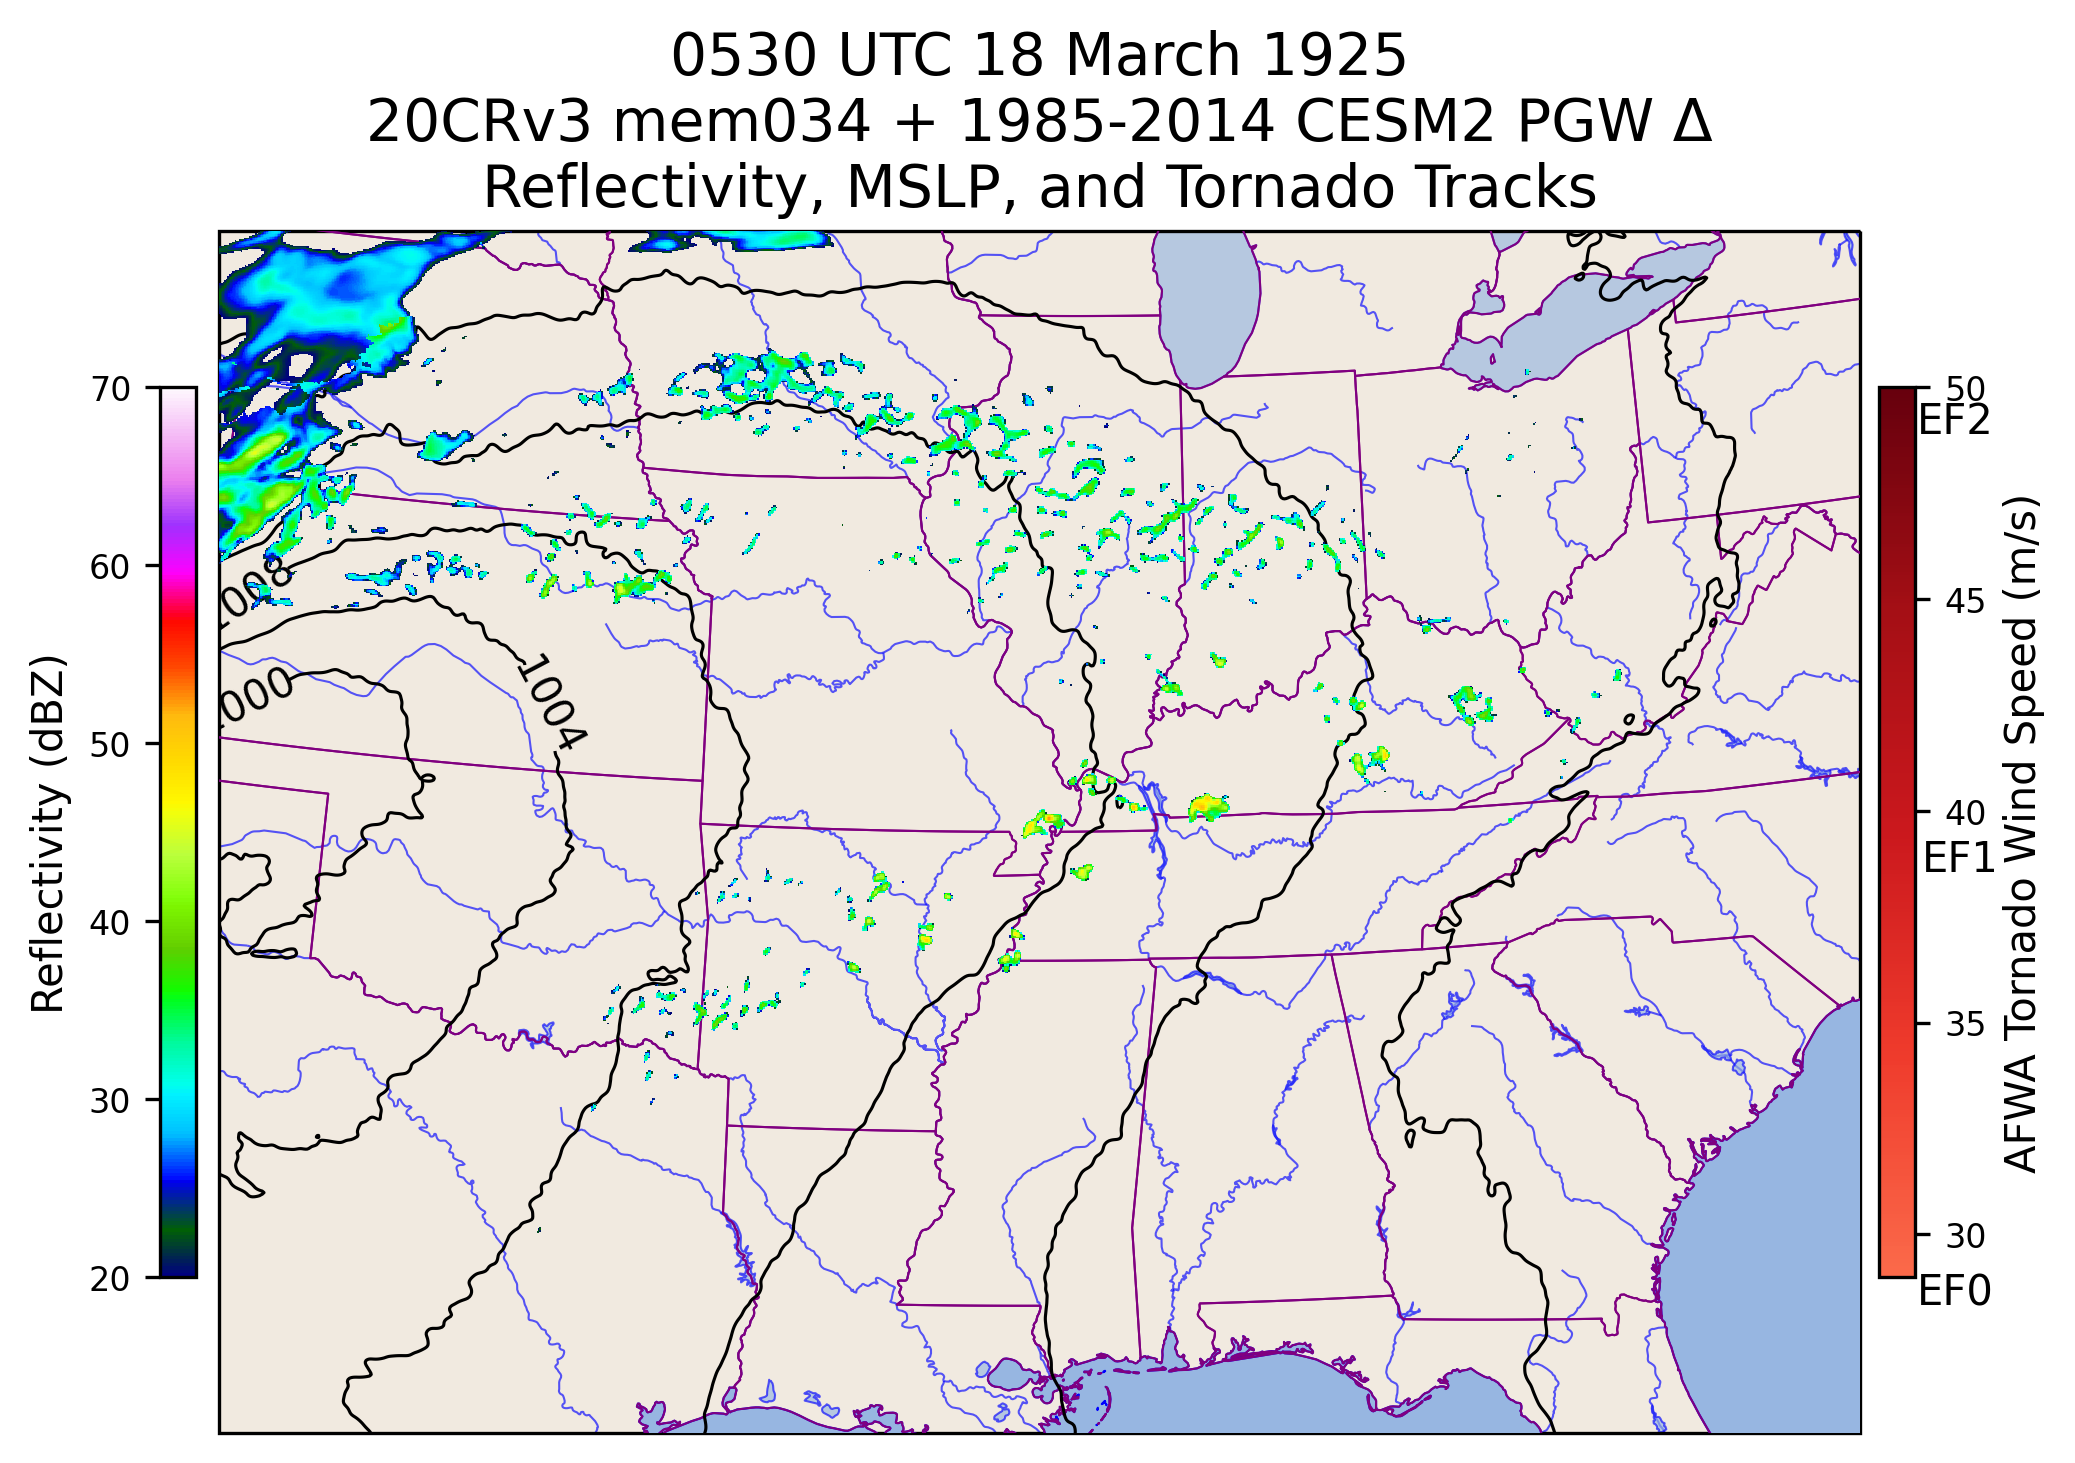 0530 UTC 18 March 1925
20CRv3 mem034 + 1985-2014 CESM2 PGW Δ
Reflectivity, MSLP, and Tornado Tracks
70
60
50
40
30
20
Reflectivity (dBZ)
1008
1000
1004
50
EF2
45
40
EF1
35
30
EF0
AFWA Tornado Wind Speed (m/s)